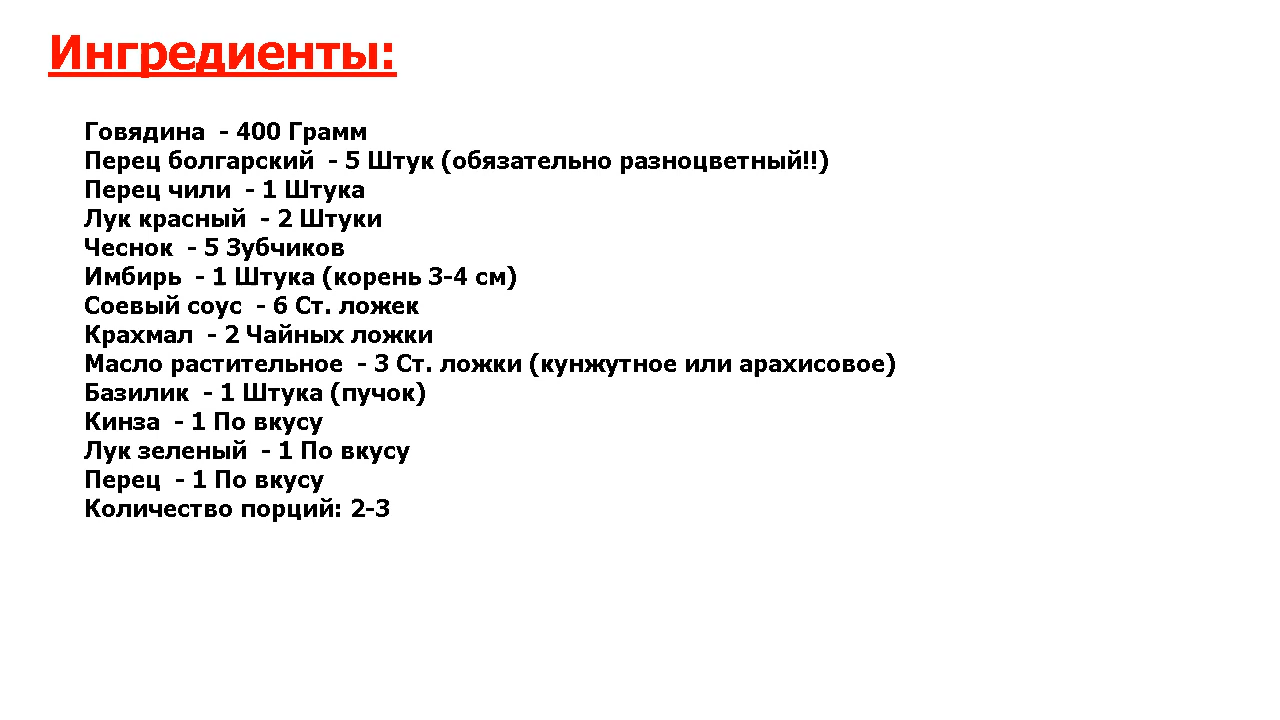 Ингредиенты:
Говядина  - 400 Грамм
Перец болгарский  - 5 Штук (обязательно разноцветный!!)
Перец чили  - 1 Штука
Лук красный  - 2 Штуки
Чеснок  - 5 Зубчиков
Имбирь  - 1 Штука (корень 3-4 см)
Соевый соус  - 6 Ст. ложек
Крахмал  - 2 Чайных ложки
Масло растительное  - 3 Ст. ложки (кунжутное или арахисовое)
Базилик  - 1 Штука (пучок)
Кинза  - 1 По вкусу
Лук зеленый  - 1 По вкусу
Перец  - 1 По вкусу
Количество порций: 2-3